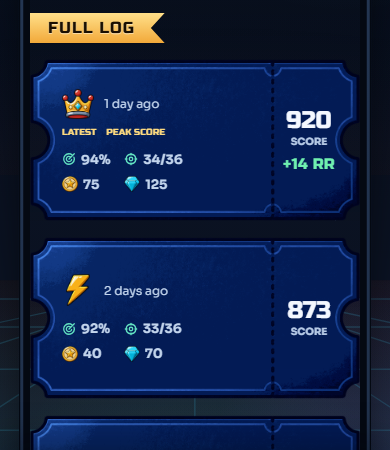 FULL LOG
1 day ago
LATEST PEAK SCORE
94% 34/36
75 125
920
SCORE
+14 RR
2 days ago
92% 33/36
40 70
873
SCORE